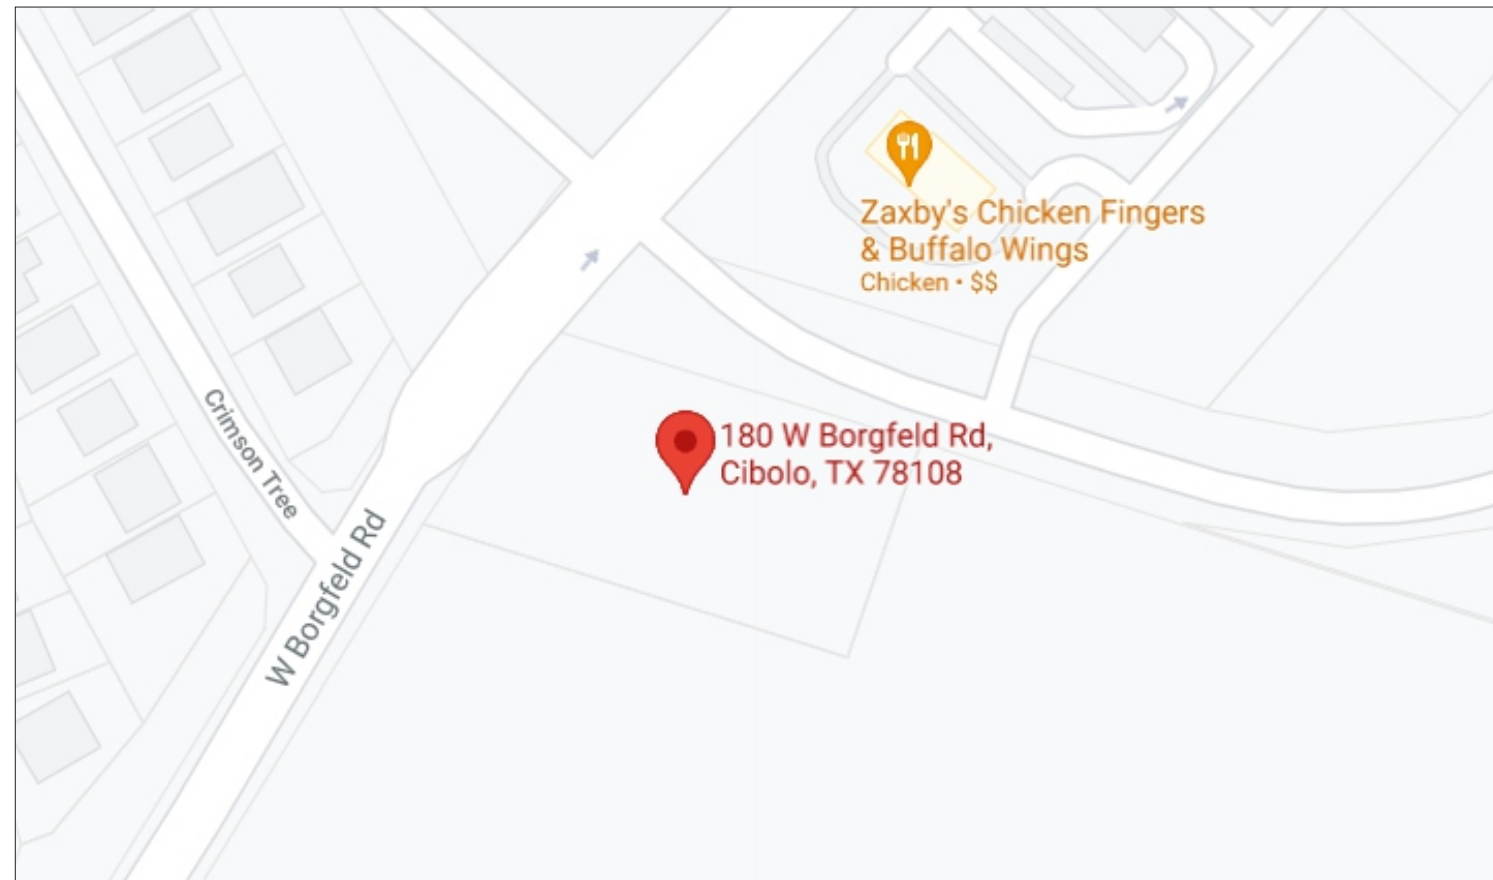 Zaxby's Chicken Fingers
& Buffalo Wings
Chicken • $$
180 W Borgfeld Rd,
Cibolo, TX 78108
Crimson Tree
W Borgfeld Rd